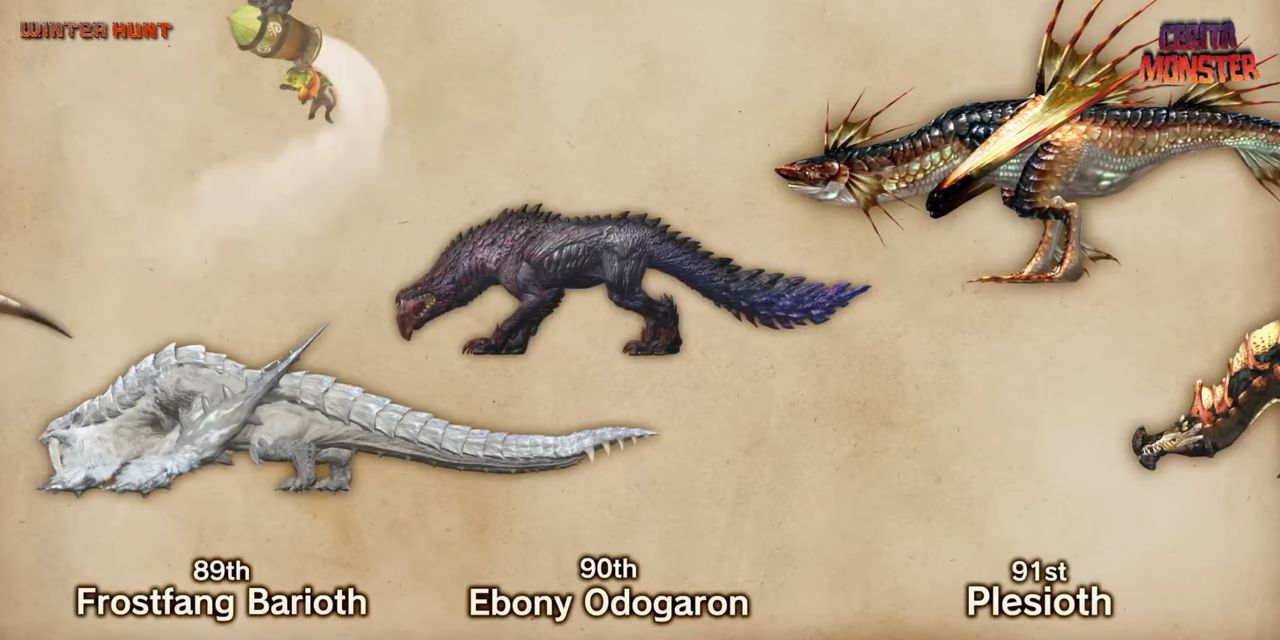 WINTER HUNT
CERITA
MONSTER
89th
Frostfang Barioth
90th
Ebony Odogaron
91st
Plesioth